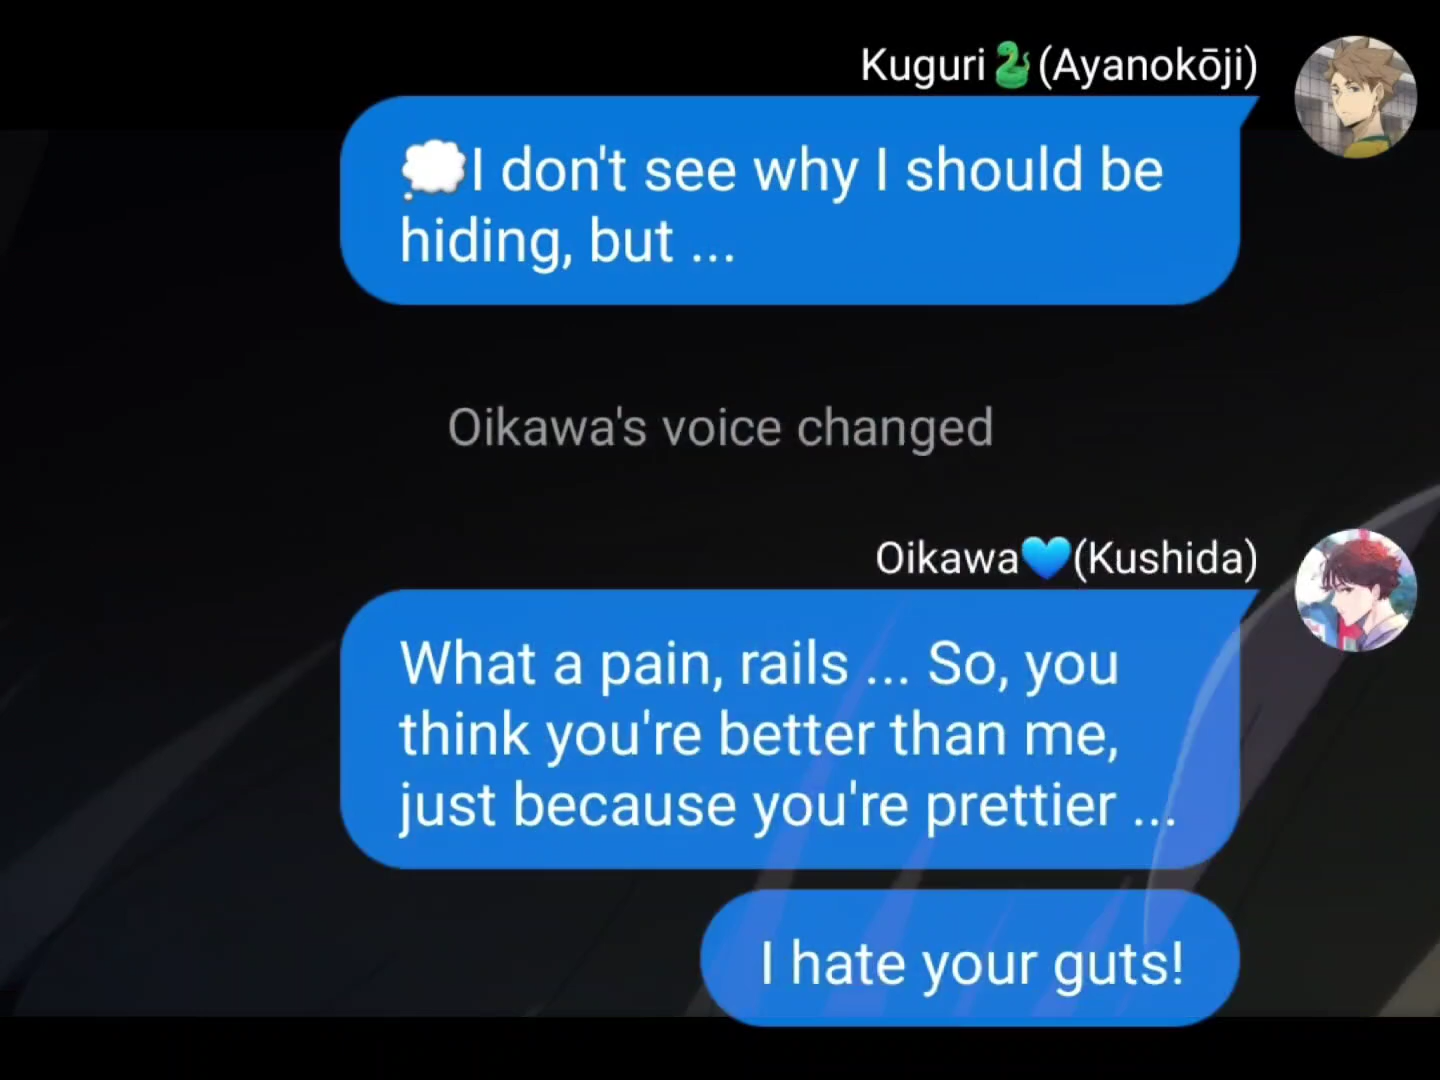 Kuguri🐍(Ayanokōji)
💭I don't see why I should be
hiding, but ...
Oikawa's voice changed
Oikawa💙(Kushida)
What a pain, rails ... So, you
think you're better than me,
just because you're prettier ...
I hate your guts!